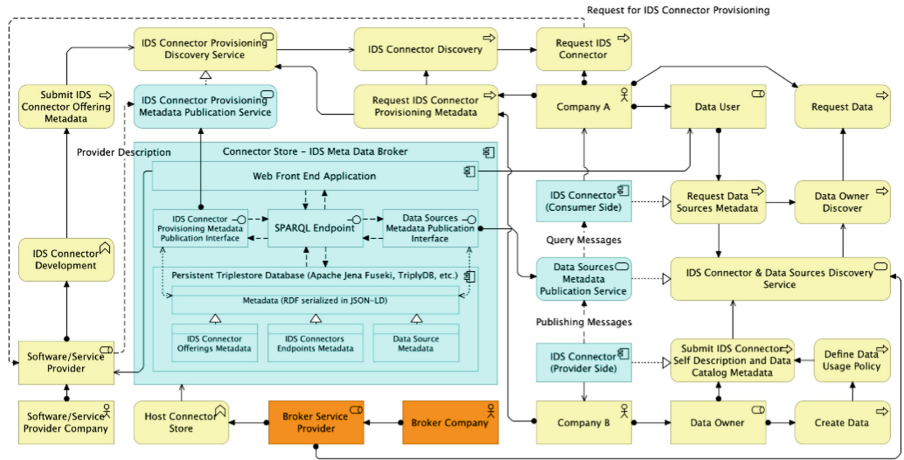 Request for IDS Connector Provisioning
IDS Connector Provisioning
Discovery Service
IDS Connector Discovery
Request IDS
Connector
Submit IDS
Connector Offering
Metadata
IDS Connector Provisioning
Metadata Publication Service
Request IDS Connector
Provisioning Metadata
Company A
Data User
Request Data
Provider Description
Connector Store - IDS Meta Data Broker
Web Front End Application
IDS Connector
Provisioning Metadata
Publication Interface
SPARQL Endpoint
Data Sources
Metadata Publication
Interface
IDS Connector
(Consumer Side)
Request Data
Sources Metadata
Data Owner
Discover
IDS Connector
Development
Query Messages
Persistent Triplestore Database (Apache Jena Fuseki, TriplyDB, etc.)
Metadata (RDF serialized in JSON-LD)
Data Sources
Metadata
Publication Service
IDS Connector & Data Sources Discovery
Service
IDS Connector
Offerings Metadata
IDS Connectors
Endpoints Metadata
Data Source
Metadata
Publishing Messages
Software/Service
Provider
IDS Connector
(Provider Side)
Submit IDS Connector
Self Description and Data
Catalog Metadata
Define Data
Usage Policy
Software/Service
Provider Company
Host Connector
Store
Broker Service
Provider
Broker Company
Company B
Data Owner
Create Data